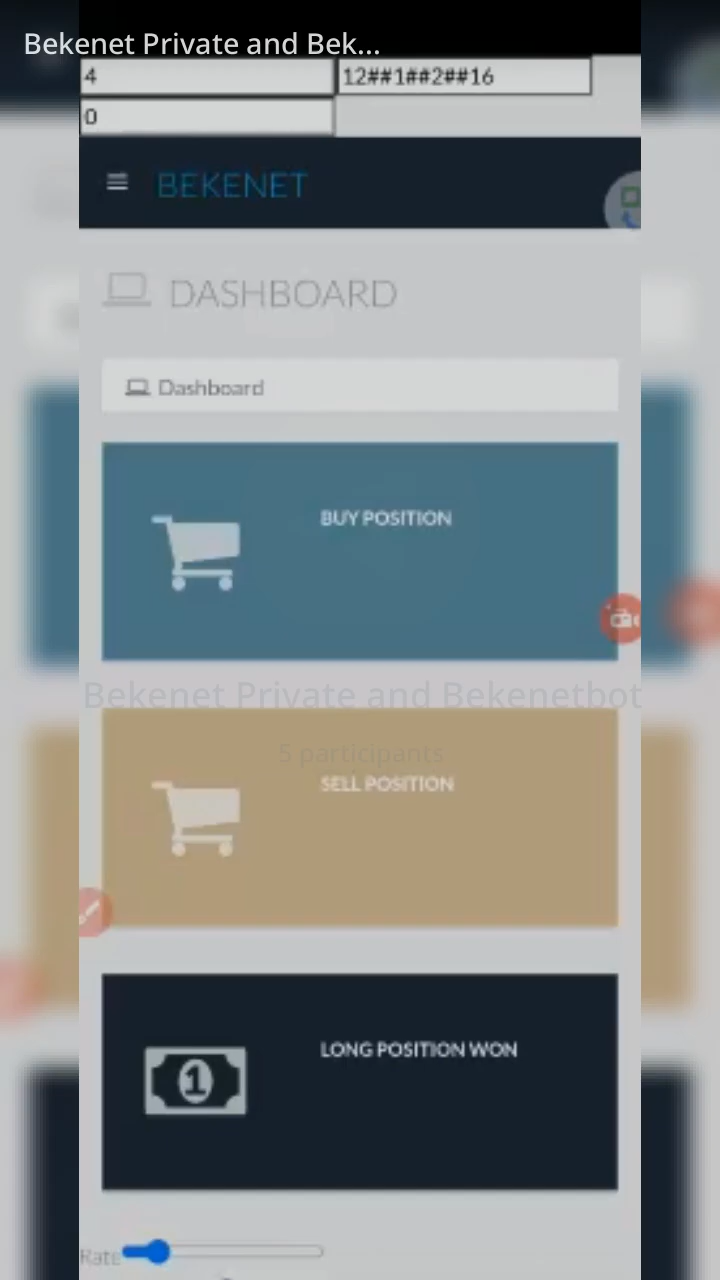 Bekenet Private and Bek...
4
12##1##2##16
0
BEKENET
DASHBOARD
Dashboard
BUY POSITION
Bekenet Private and Bekenetbot
5 participants
SELL POSITION
1
LONG POSITION WON
Rate